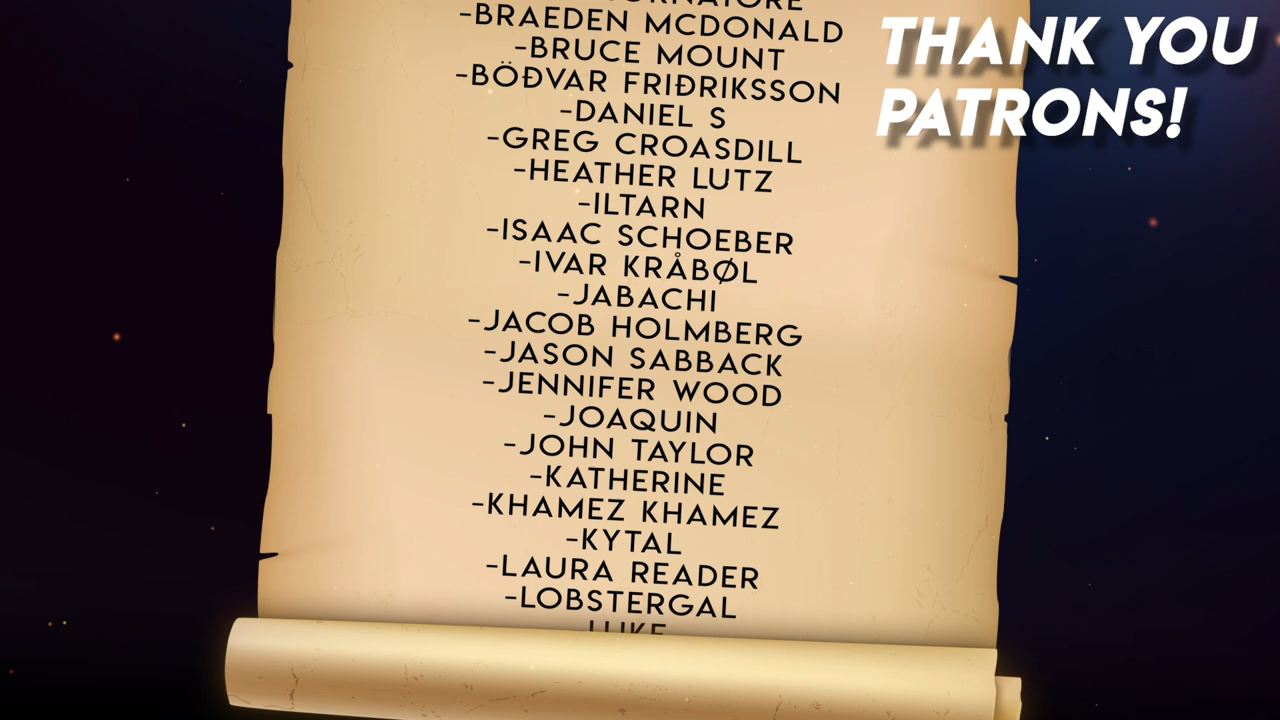 -BRAEDEN MCDONALD
-BRUCE MOUNT
-BÖÐVAR FRIÐRIKSSON
-DANIEL S
-GREG CROASDILL
-HEATHER LUTZ
-ILTARN
-ISAAC SCHOEBER
-IVAR KRÅBØL
-JABACHI
-JACOB HOLMBERG
-JASON SABBACK
-JENNIFER WOOD
-JOAQUIN
-JOHN TAYLOR
-KATHERINE
-KHAMEZ KHAMEZ
-KYTAL
-LAURA READER
-LOBSTERGAL
THANK YOU
PATRONS!